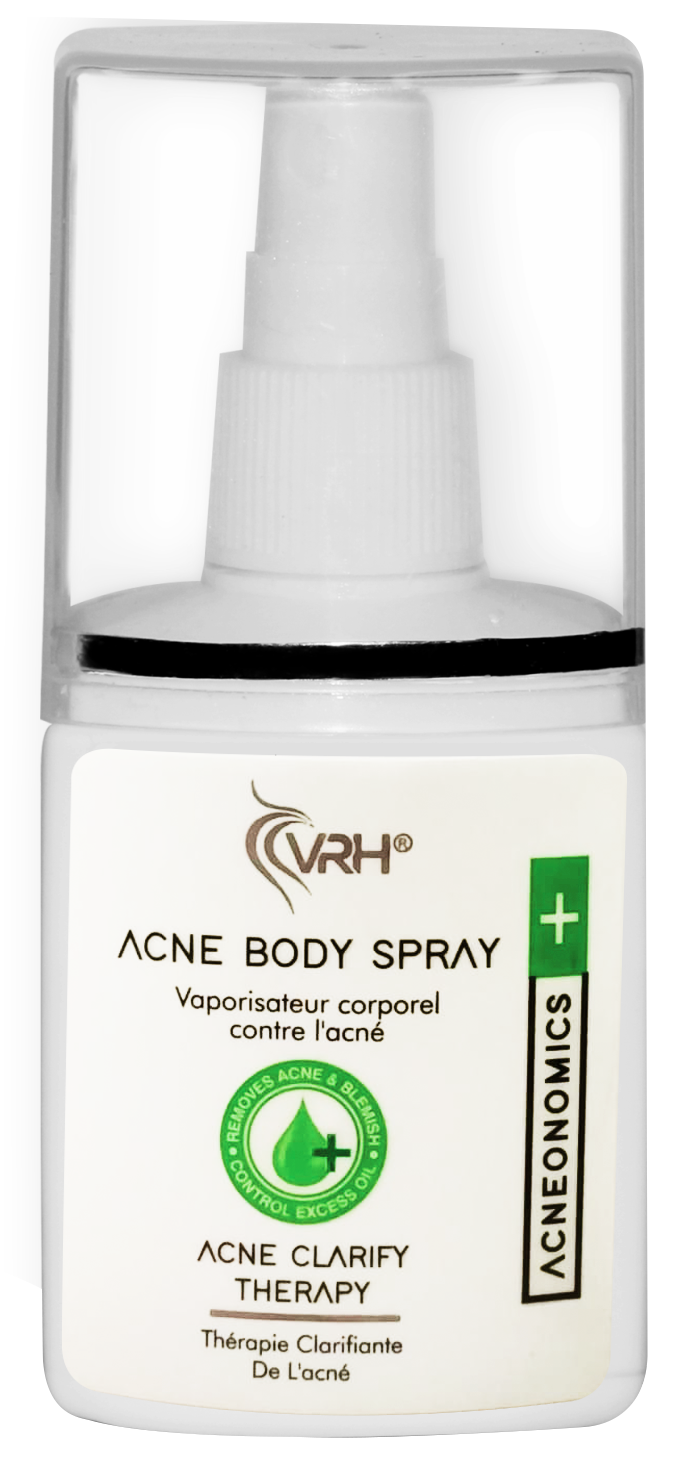 VRH®
ACNE BODY SPRAY
Vaporisateur corporel
contre l'acné
REMOVES ACNE & BLEMISH
CONTROL EXCESS OIL
ACNE CLARIFY
THERAPY
Thérapie Clarifiante
De L'acné
+
ACNEONOMICS